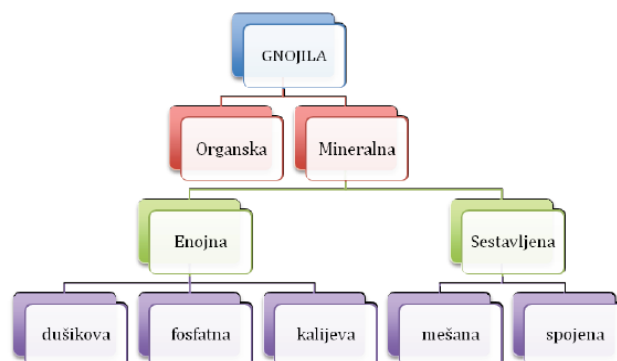 GNOJILA
Organska
Mineralna
Enojna
Sestavljena
dušikova
fosfatna
kalijeva
mešana
spojena